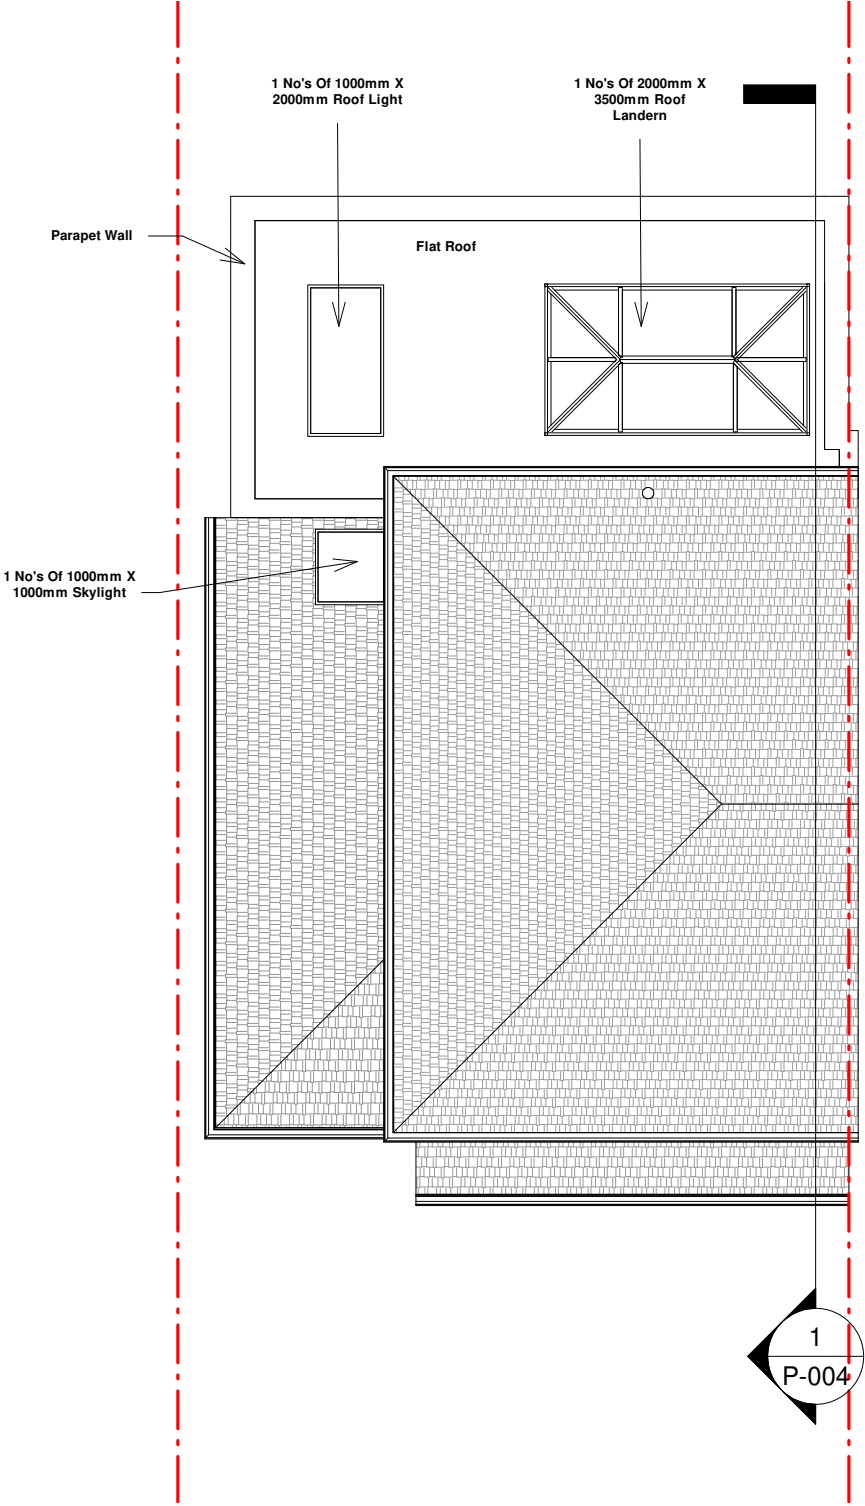 1 No's Of 1000mm X
2000mm Roof Light
1 No's Of 2000mm X
3500mm Roof
Landern
Parapet Wall
Flat Roof
1 No's Of 1000mm X
1000mm Skylight
1
P-004